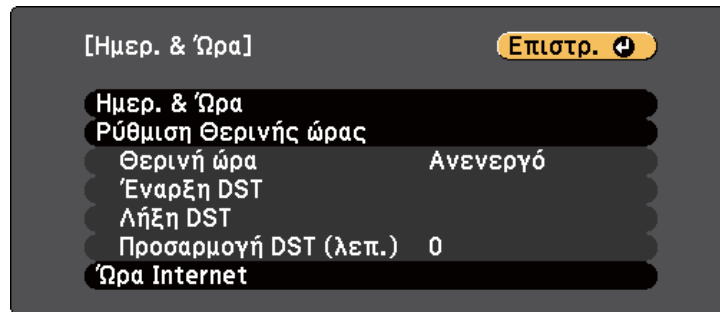 [Ημερ. & Ώρα] Επιστρ.
Ημερ. & Ώρα
Ρύθμιση Θερινής ώρας
Θερινή ώρα Ανενεργό
Έναρξη DST
Λήξη DST
Προσαρμογή DST (λεπ.) 0
Ώρα Internet